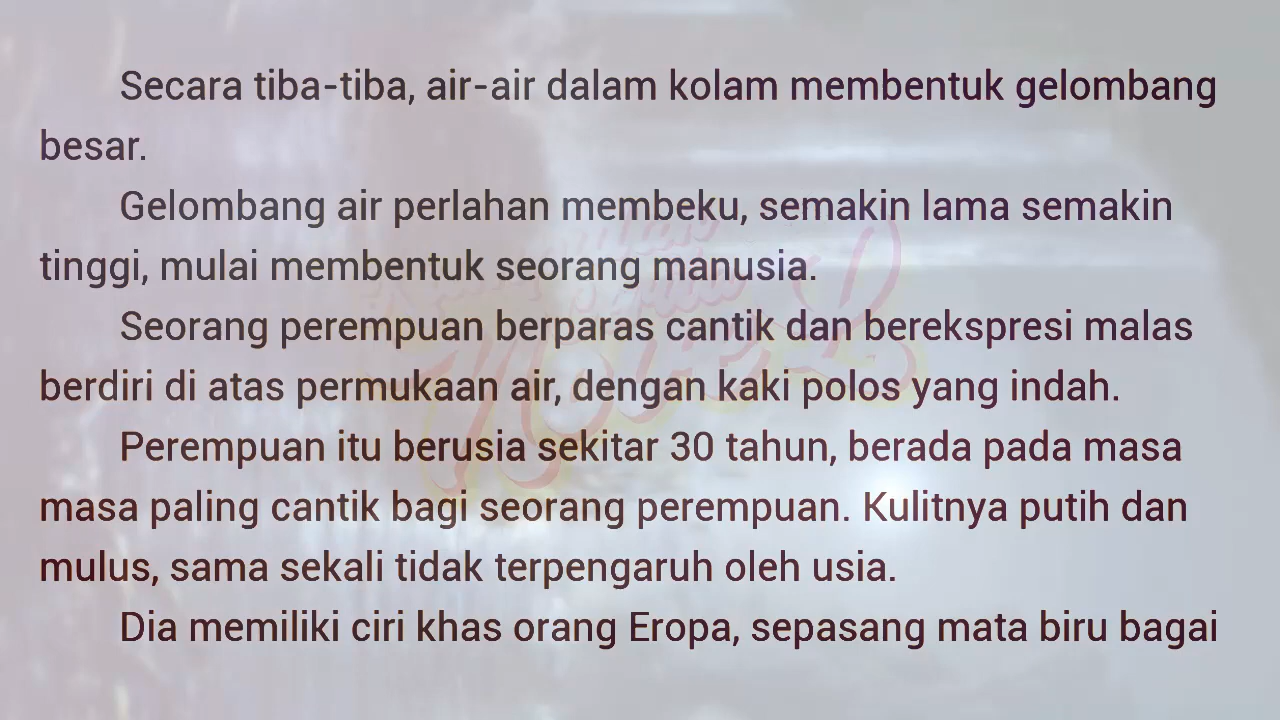 Secara tiba-tiba, air-air dalam kolam membentuk gelombang
besar.
Gelombang air perlahan membeku, semakin lama semakin
tinggi, mulai membentuk seorang manusia.
Seorang perempuan berparas cantik dan berekspresi malas
berdiri di atas permukaan air, dengan kaki polos yang indah.
Perempuan itu berusia sekitar 30 tahun, berada pada masa
masa paling cantik bagi seorang perempuan. Kulitnya putih dan
mulus, sama sekali tidak terpengaruh oleh usia.
Dia memiliki ciri khas orang Eropa, sepasang mata biru bagai